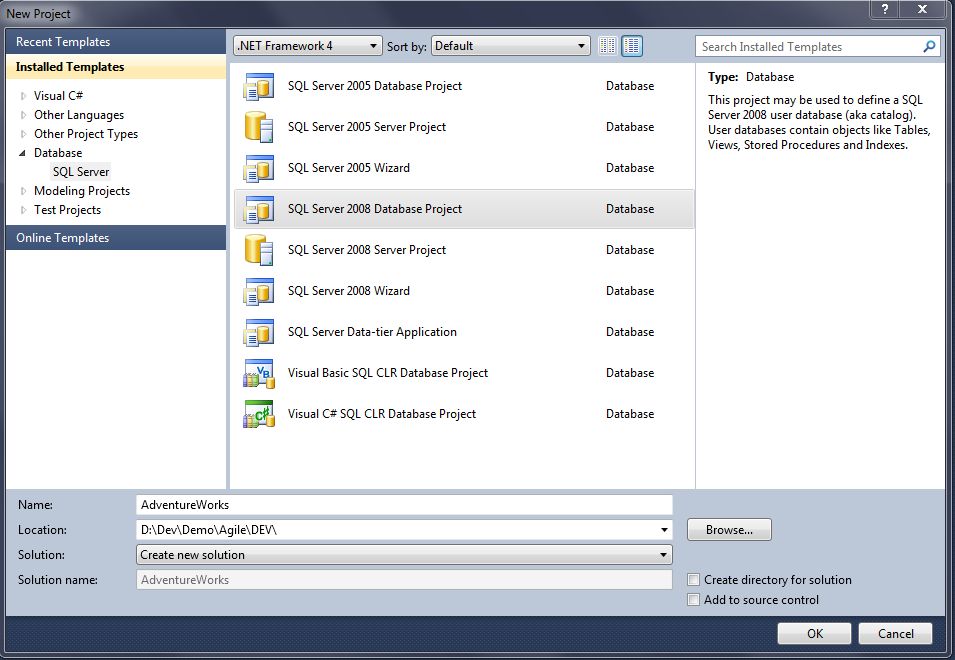 New Project
?
Recent Templates
Installed Templates
Visual C#
Other Languages
Other Project Types
Database
SQL Server
Modeling Projects
Test Projects
Online Templates
.NET Framework 4
Sort by:
Default
SQL Server 2005 Database Project Database
SQL Server 2005 Server Project Database
SQL Server 2005 Wizard Database
SQL Server 2008 Database Project Database
SQL Server 2008 Server Project Database
SQL Server 2008 Wizard Database
SQL Server Data-tier Application Database
VB
Visual Basic SQL CLR Database Project Database
C#
Visual C# SQL CLR Database Project Database
Search Installed Templates
Type: Database
This project may be used to define a SQL
Server 2008 user database (aka catalog).
User databases contain objects like Tables,
Views, Stored Procedures and Indexes.
Name: AdventureWorks
Location: D:\Dev\Demo\Agile\DEV\
Browse...
Solution: Create new solution
Solution name: AdventureWorks
Create directory for solution
Add to source control
OK
Cancel